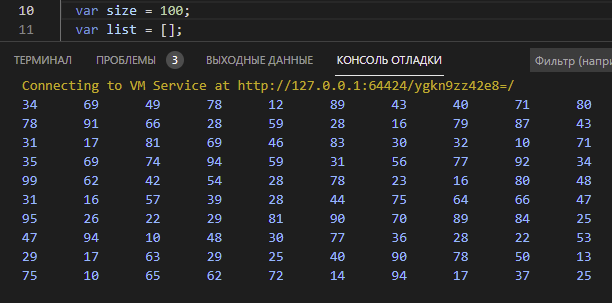 10 var size = 100;
11 var list = [];
ТЕРМИНАЛ ПРОБЛЕМЫ 3 ВЫХОДНЫЕ ДАННЫЕ КОНСОЛЬ ОТЛАДКИ Фильтр (напри
Connecting to VM Service at http://127.0.0.1:64424/ygkn9zz42e8=/
34 69 49 78 12 89 43 40 71 80
78 91 66 28 59 28 16 79 87 43
31 17 81 69 46 83 30 32 10 71
35 69 74 94 59 31 56 77 92 34
99 62 42 54 28 78 23 16 80 48
31 16 57 39 28 44 75 64 66 47
95 26 22 29 81 90 70 89 84 25
47 94 10 48 30 77 36 28 22 53
29 17 63 29 25 40 90 78 50 13
75 10 65 62 72 14 94 17 37 25